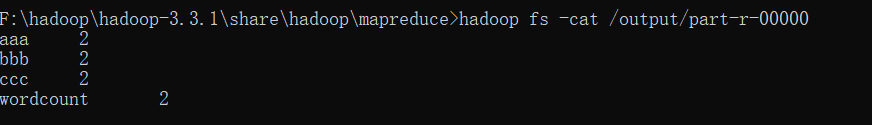 F:\hadoop\hadoop-3.3.1\share\hadoop\mapreduce>hadoop fs -cat /output/part-r-00000
aaa     2
bbb     2
ccc     2
wordcount       2